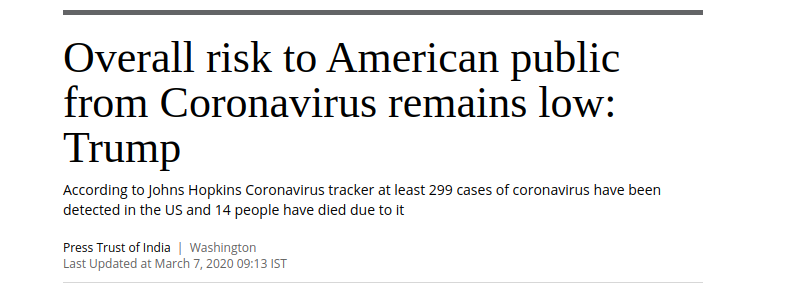 Overall risk to American public
from Coronavirus remains low:
Trump
According to Johns Hopkins Coronavirus tracker at least 299 cases of coronavirus have been
detected in the US and 14 people have died due to it
Press Trust of India | Washington
Last Updated at March 7, 2020 09:13 IST